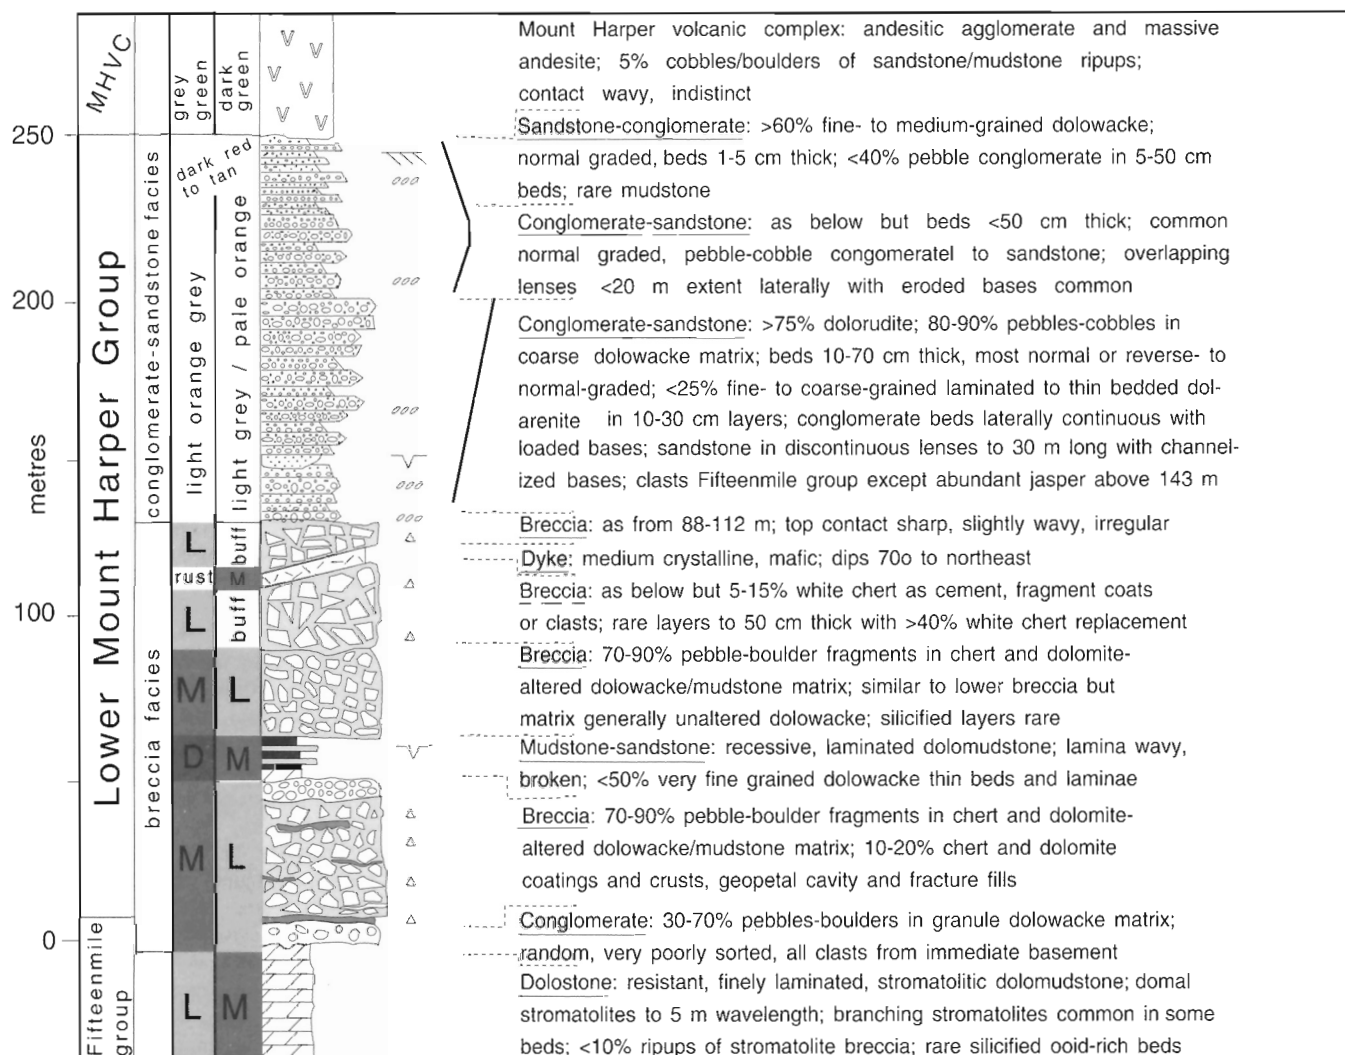 MHVC
grey green
dark green
250
200
100
0
metres
Lower Mount Harper Group
Fifteenmile group
conglomerate-sandstone facies
breccia facies
dark red to tan
light orange grey
light grey / pale orange
L
buff
rust
M
L
buff
M
L
D
M
M
L
L
M
Mount Harper volcanic complex: andesitic agglomerate and massive
andesite; 5% cobbles/boulders of sandstone/mudstone ripups;
contact wavy, indistinct
Sandstone-conglomerate: >60% fine- to medium-grained dolowacke;
normal graded, beds 1-5 cm thick; <40% pebble conglomerate in 5-50 cm
beds; rare mudstone
Conglomerate-sandstone: as below but beds <50 cm thick; common
normal graded, pebble-cobble congomeratel to sandstone; overlapping
lenses <20 m extent laterally with eroded bases common
Conglomerate-sandstone: >75% dolorudite; 80-90% pebbles-cobbles in
coarse dolowacke matrix; beds 10-70 cm thick, most normal or reverse- to
normal-graded; <25% fine- to coarse-grained laminated to thin bedded dol-
arenite in 10-30 cm layers; conglomerate beds laterally continuous with
loaded bases; sandstone in discontinuous lenses to 30 m long with channel-
ized bases; clasts Fifteenmile group except abundant jasper above 143 m
Breccia: as from 88-112 m; top contact sharp, slightly wavy, irregular
Dyke: medium crystalline, mafic; dips 70o to northeast
Breccia: as below but 5-15% white chert as cement, fragment coats
or clasts; rare layers to 50 cm thick with >40% white chert replacement
Breccia: 70-90% pebble-boulder fragments in chert and dolomite-
altered dolowacke/mudstone matrix; similar to lower breccia but
matrix generally unaltered dolowacke; silicified layers rare
Mudstone-sandstone: recessive, laminated dolomudstone; lamina wavy,
broken; <50% very fine grained dolowacke thin beds and laminae
Breccia: 70-90% pebble-boulder fragments in chert and dolomite-
altered dolowacke/mudstone matrix; 10-20% chert and dolomite
coatings and crusts, geopetal cavity and fracture fills
Conglomerate: 30-70% pebbles-boulders in granule dolowacke matrix;
random, very poorly sorted, all clasts from immediate basement
Dolostone: resistant, finely laminated, stromatolitic dolomudstone; domal
stromatolites to 5 m wavelength; branching stromatolites common in some
beds; <10% ripups of stromatolite breccia; rare silicified ooid-rich beds